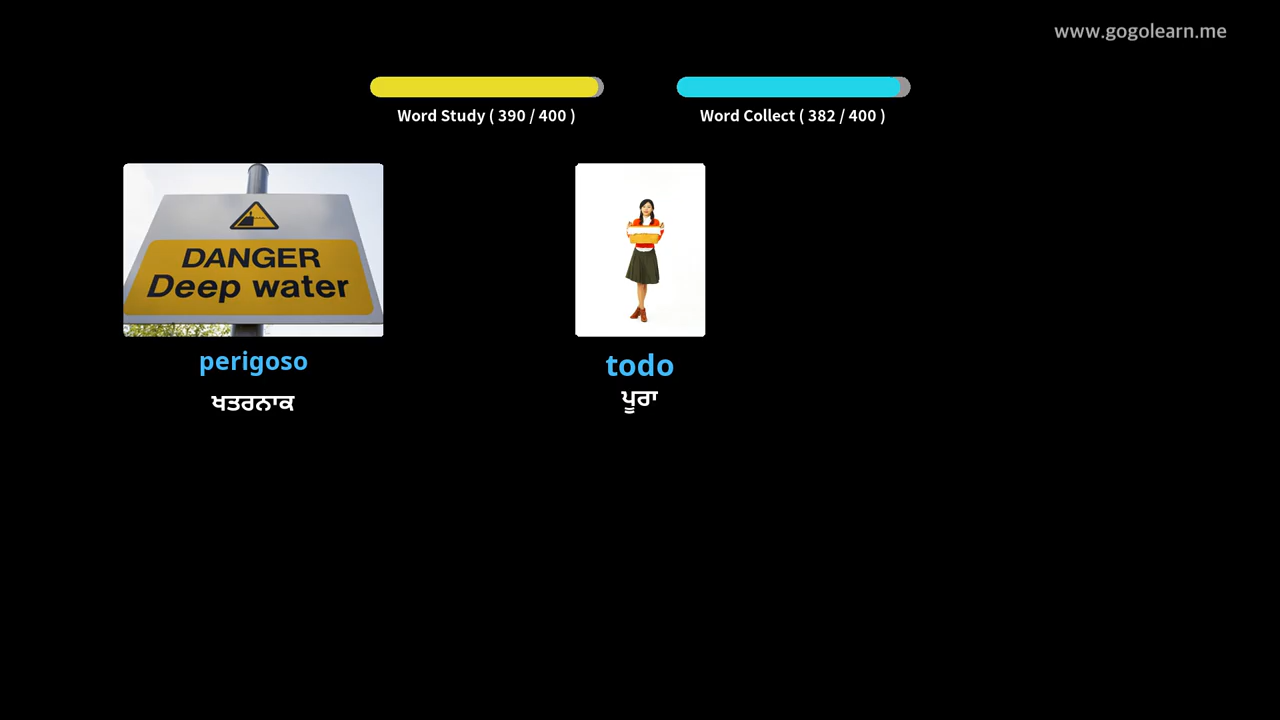 www.gogolearn.me
Word Study ( 390 / 400 )
Word Collect ( 382 / 400 )
DANGER
Deep water
perigoso
ਖਤਰਨਾਕ
todo
ਪੂਰਾ